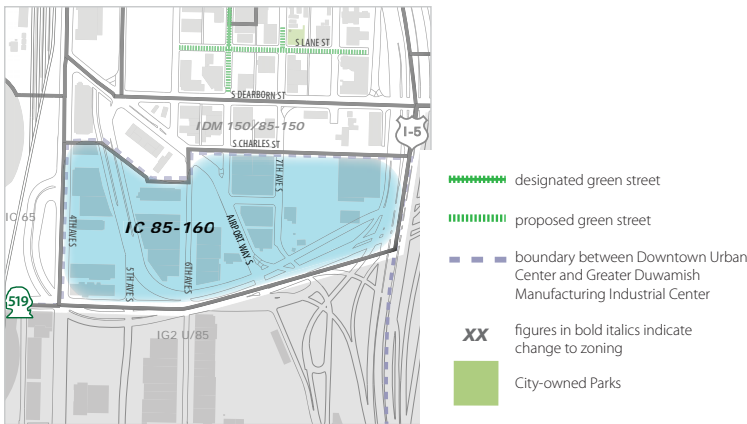 S LANE ST
S DEARBORN ST
IDM 150/85-150
I-5
S CHARLES ST
7TH AVE S
IC 65
4TH AVE S
IC 85-160
AIRPORT WAY S
5TH AVE S
6TH AVE S
519
IG2 U/85
designated green street
proposed green street
boundary between Downtown Urban
Center and Greater Duwamish
Manufacturing Industrial Center
XX
figures in bold italics indicate
change to zoning
City-owned Parks